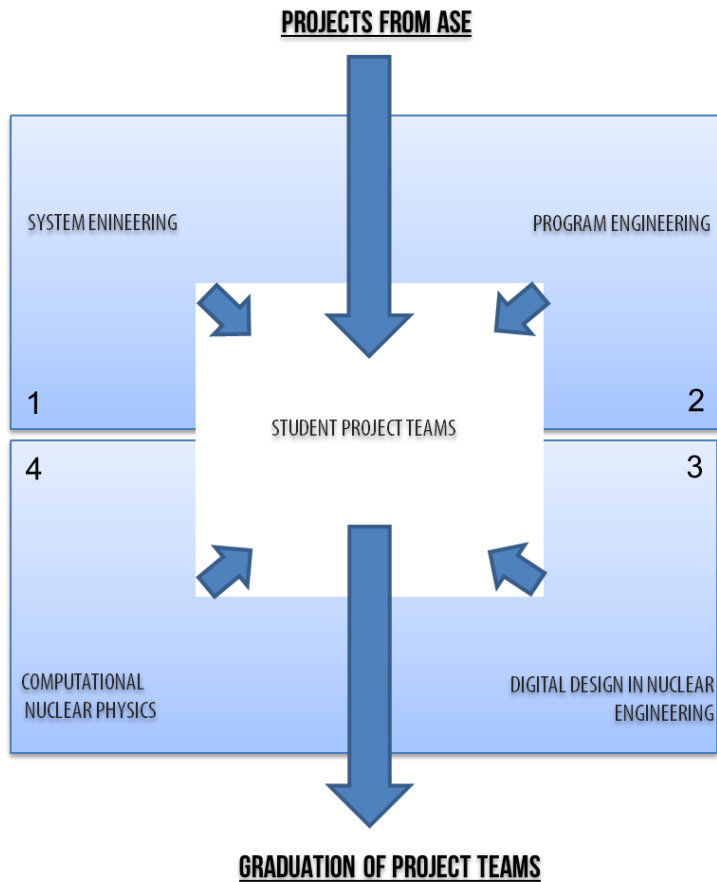 PROJECTS FROM ASE
SYSTEM ENINEERING
PROGRAM ENGINEERING
1
2
STUDENT PROJECT TEAMS
4
3
COMPUTATIONAL
NUCLEAR PHYSICS
DIGITAL DESIGN IN NUCLEAR
ENGINEERING
GRADUATION OF PROJECT TEAMS